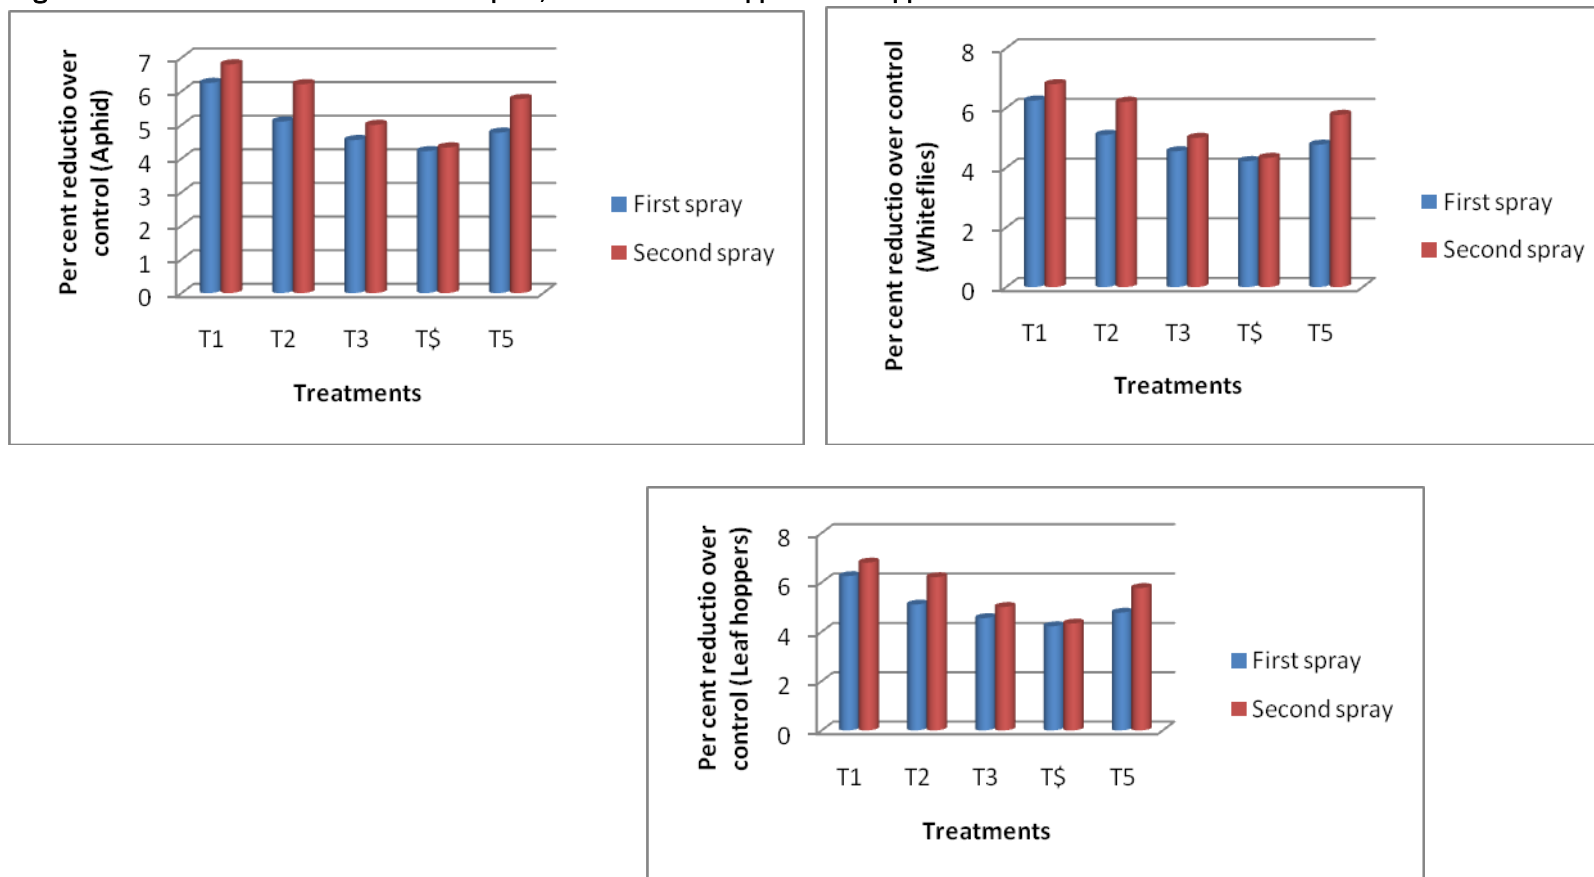 Per cent reductio over
control (Aphid)
7
6
5
4
3
2
1
0
T1 T2 T3 T$ T5
Treatments
First spray
Second spray
Per cent reductio over control
(Whiteflies)
8
6
4
2
0
T1 T2 T3 T$ T5
Treatments
First spray
Second spray
Per cent reductio over
control (Leaf hoppers)
8
6
4
2
0
T1 T2 T3 T$ T5
Treatments
First spray
Second spray